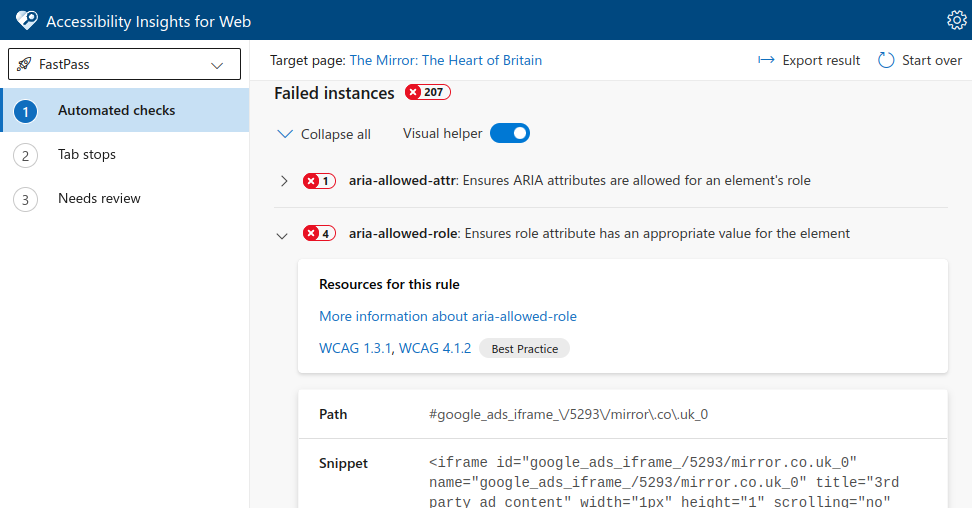 Accessibility Insights for Web
FastPass
Target page: The Mirror: The Heart of Britain
Export result
Start over
1 Automated checks
2 Tab stops
3 Needs review
Failed instances 207
Collapse all
Visual helper
1 aria-allowed-attr: Ensures ARIA attributes are allowed for an element's role
4 aria-allowed-role: Ensures role attribute has an appropriate value for the element
Resources for this rule
More information about aria-allowed-role
WCAG 1.3.1, WCAG 4.1.2 Best Practice
Path #google_ads_iframe_\/5293\/mirror\.co\.uk_0
Snippet <iframe id="google_ads_iframe_/5293/mirror.co.uk_0"
name="google_ads_iframe_/5293/mirror.co.uk_0" title="3rd
party ad content" width="1px" height="1" scrolling="no"